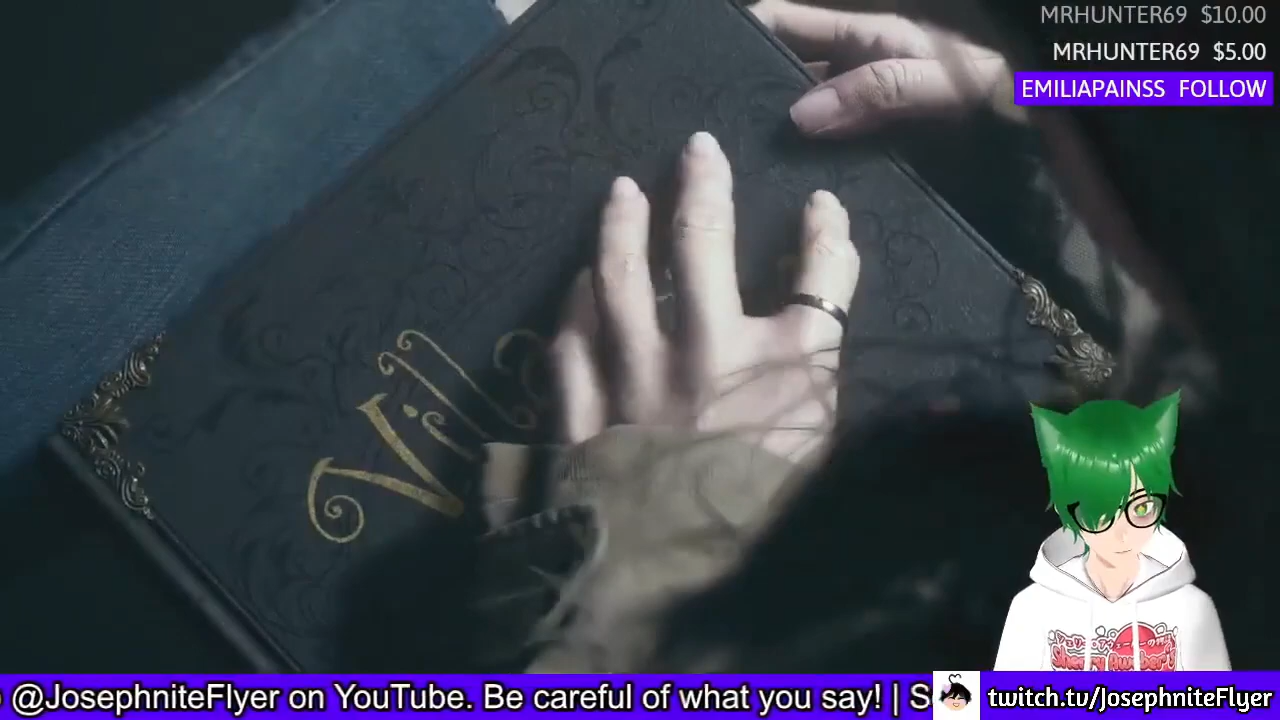 MRHUNTER69 $10.00
MRHUNTER69 $5.00
EMILIAPAINSS FOLLOW
Vill
@JosephniteFlyer on YouTube. Be careful of what you say! | S
twitch.tv/JosephniteFlyer